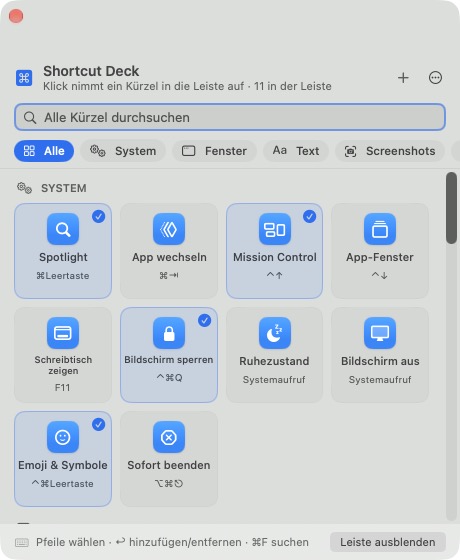 Shortcut Deck
Klick nimmt ein Kürzel in die Leiste auf · 11 in der Leiste
Alle Kürzel durchsuchen
Alle
System
Fenster
Aa Text
Screenshots
SYSTEM
Spotlight
⌘Leertaste
App wechseln
⌘⇥
Mission Control
^↑
App-Fenster
^↓
Schreibtisch
zeigen
F11
Bildschirm sperren
^⌘Q
Ruhezustand
Systemaufruf
Bildschirm aus
Systemaufruf
Emoji & Symbole
^⌘Leertaste
Sofort beenden
⌥⌘⎋
Pfeile wählen · ↩ hinzufügen/entfernen · ⌘F suchen
Leiste ausblenden